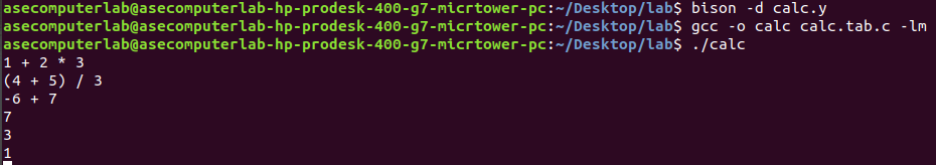 asecomputerlab@asecomputerlab-hp-prodesk-400-g7-micrtower-pc:~/Desktop/lab$ bison -d calc.y
asecomputerlab@asecomputerlab-hp-prodesk-400-g7-micrtower-pc:~/Desktop/lab$ gcc -o calc calc.tab.c -lm
asecomputerlab@asecomputerlab-hp-prodesk-400-g7-micrtower-pc:~/Desktop/lab$ ./calc
1 + 2 * 3
(4 + 5) / 3
-6 + 7
7
3
1